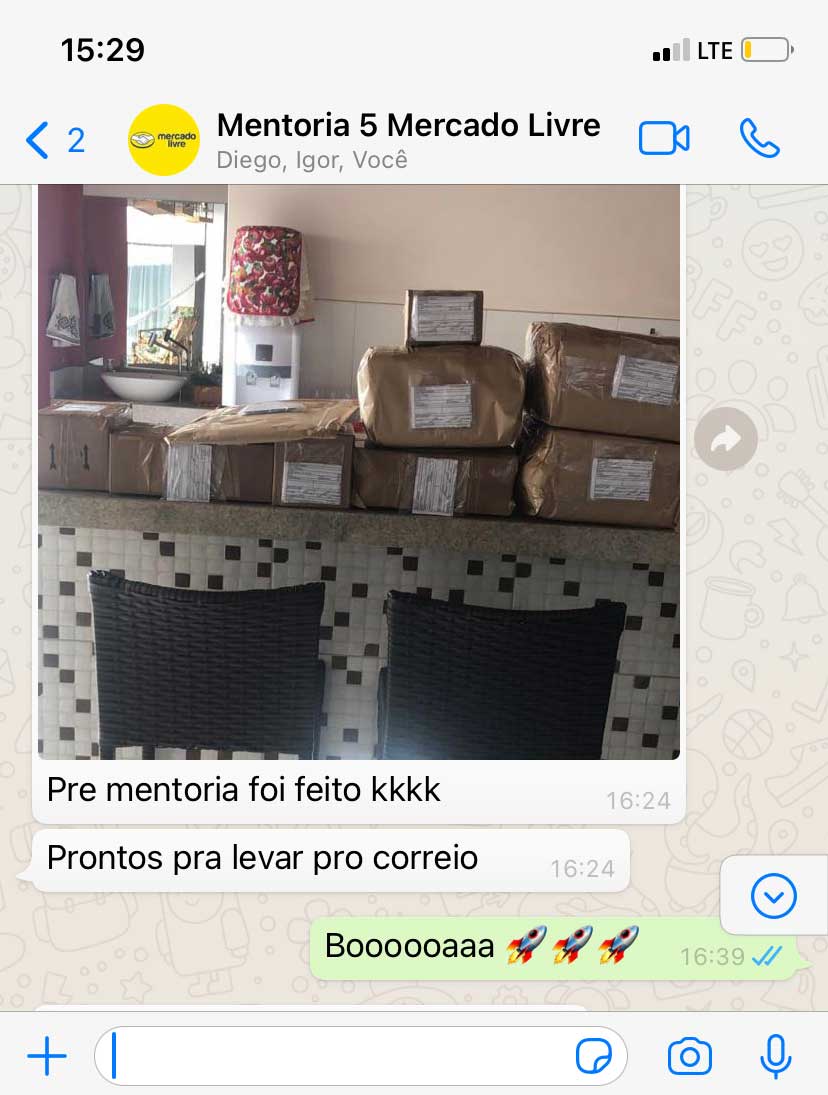 15:29
LTE
2
mercado
livre
Mentoria 5 Mercado Livre
Diego, Igor, Você
Pre mentoria foi feito kkkk
16:24
Prontos pra levar pro correio
16:24
Boooooaaa 🚀🚀🚀
16:39